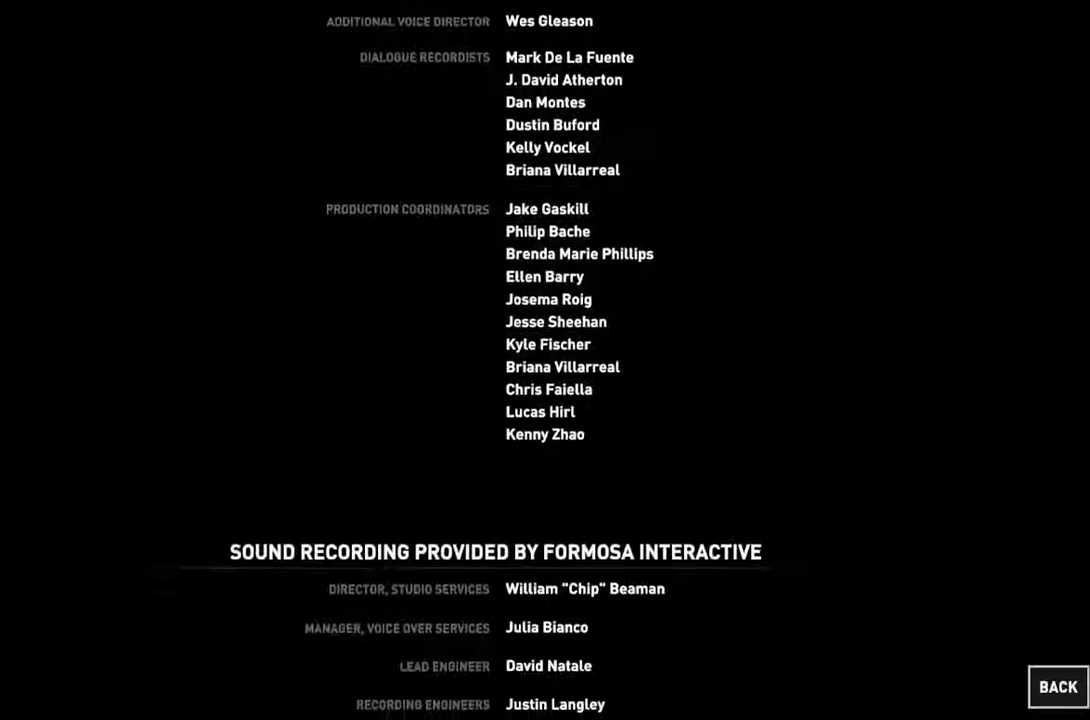 ADDITIONAL VOICE DIRECTOR Wes Gleason
DIALOGUE RECORDISTS Mark De La Fuente
J. David Atherton
Dan Montes
Dustin Buford
Kelly Vockel
Briana Villarreal
PRODUCTION COORDINATORS Jake Gaskill
Philip Bache
Brenda Marie Phillips
Ellen Barry
Josema Roig
Jesse Sheehan
Kyle Fischer
Briana Villarreal
Chris Faiella
Lucas Hirl
Kenny Zhao
SOUND RECORDING PROVIDED BY FORMOSA INTERACTIVE
DIRECTOR, STUDIO SERVICES William "Chip" Beaman
MANAGER, VOICE OVER SERVICES Julia Bianco
LEAD ENGINEER David Natale
RECORDING ENGINEERS Justin Langley
BACK